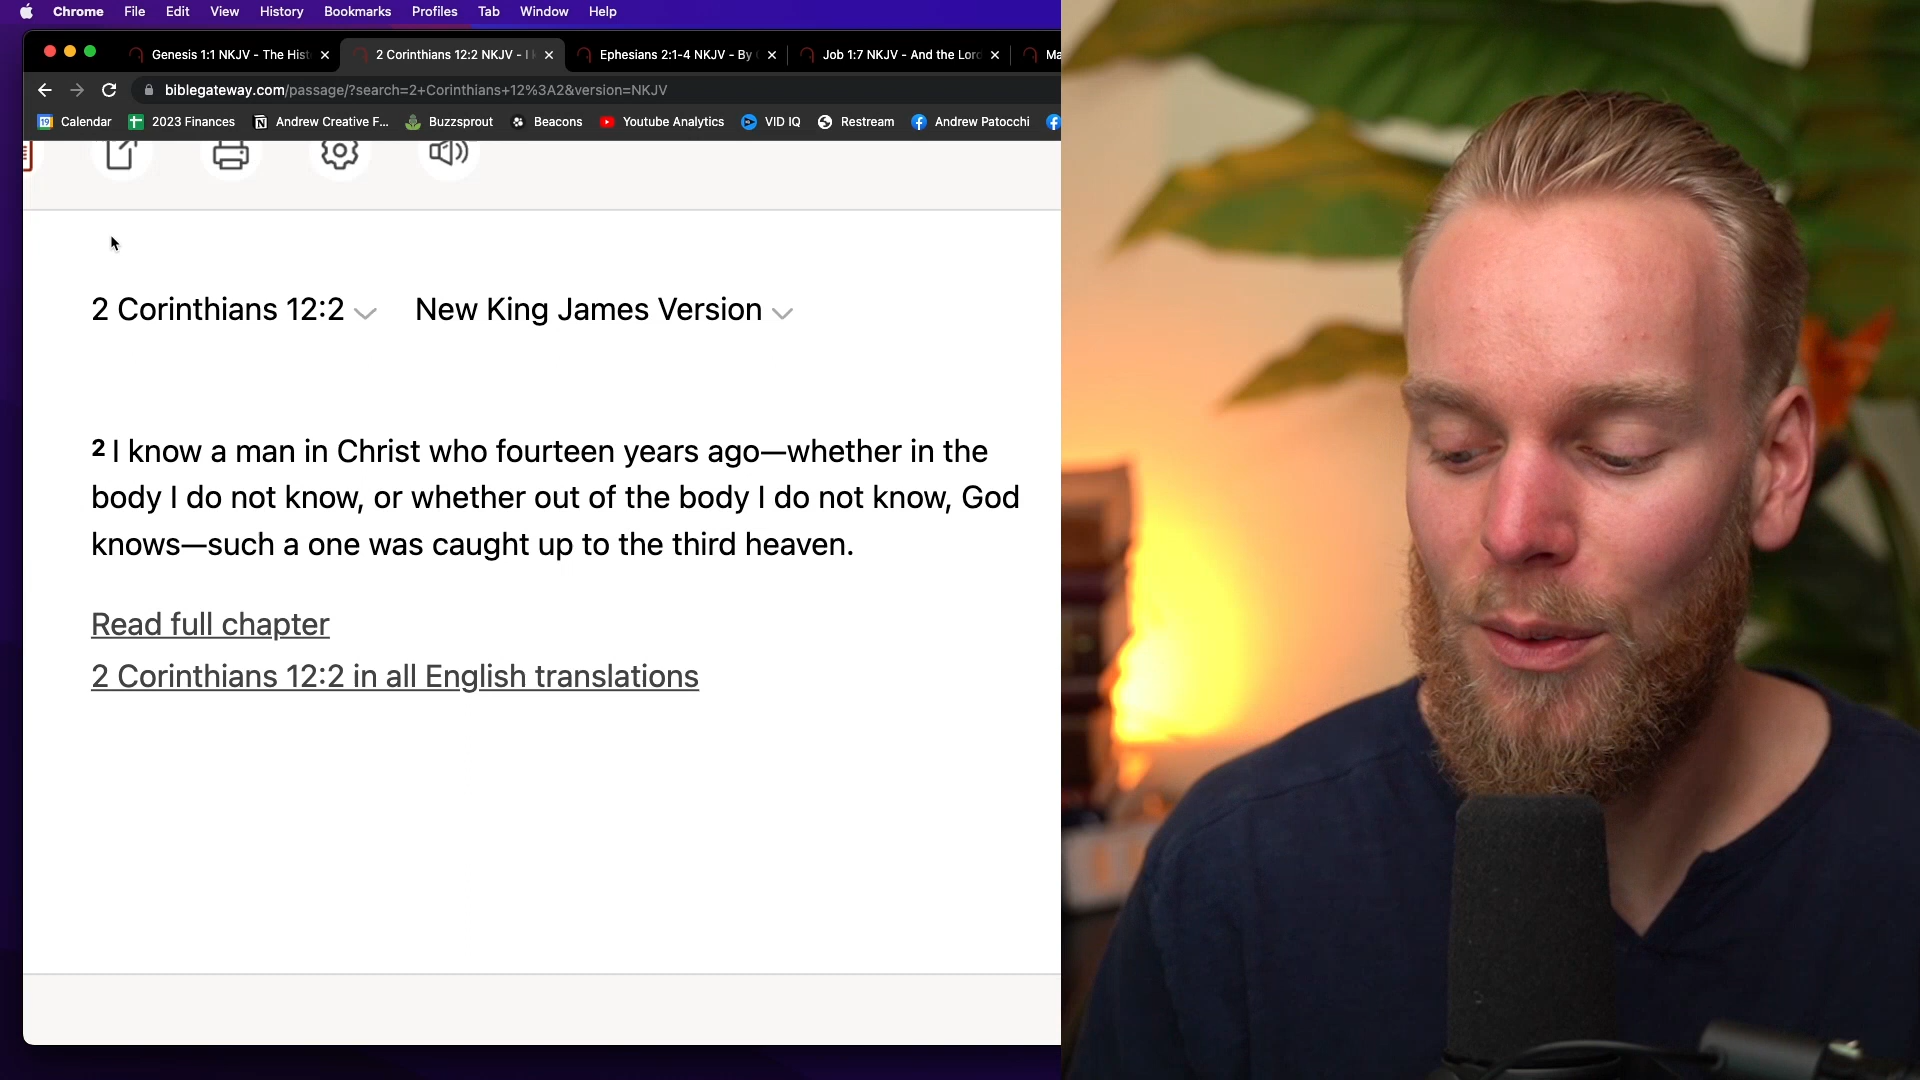 Chrome File Edit View History Bookmarks Profiles Tab Window Help
Genesis 1:1 NKJV - The Hist 2 Corinthians 12:2 NKJV - I k Ephesians 2:1-4 NKJV - By Job 1:7 NKJV - And the Lord Ma
biblegateway.com/passage/?search=2+Corinthians+12%3A2&version=NKJV
19 Calendar 2023 Finances Andrew Creative F... Buzzsprout Beacons Youtube Analytics VID IQ Restream Andrew Patocchi
2 Corinthians 12:2 New King James Version
2 I know a man in Christ who fourteen years ago—whether in the
body I do not know, or whether out of the body I do not know, God
knows—such a one was caught up to the third heaven.
Read full chapter
2 Corinthians 12:2 in all English translations